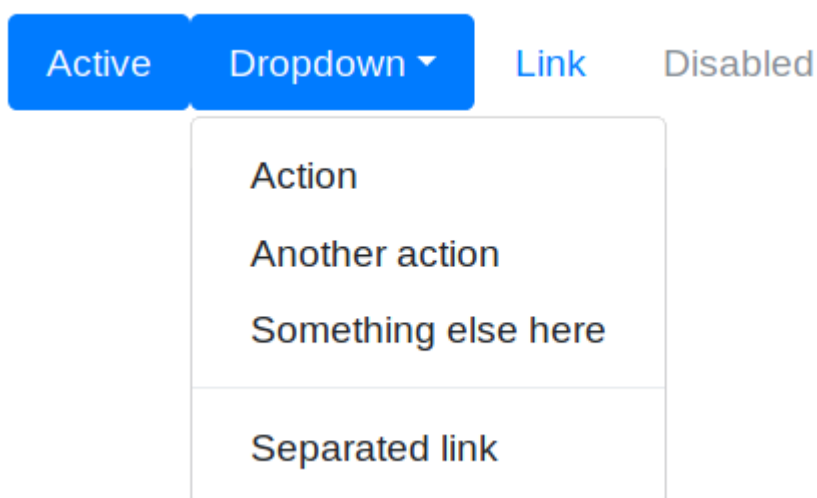 Active Dropdown Link Disabled
Action
Another action
Something else here
Separated link